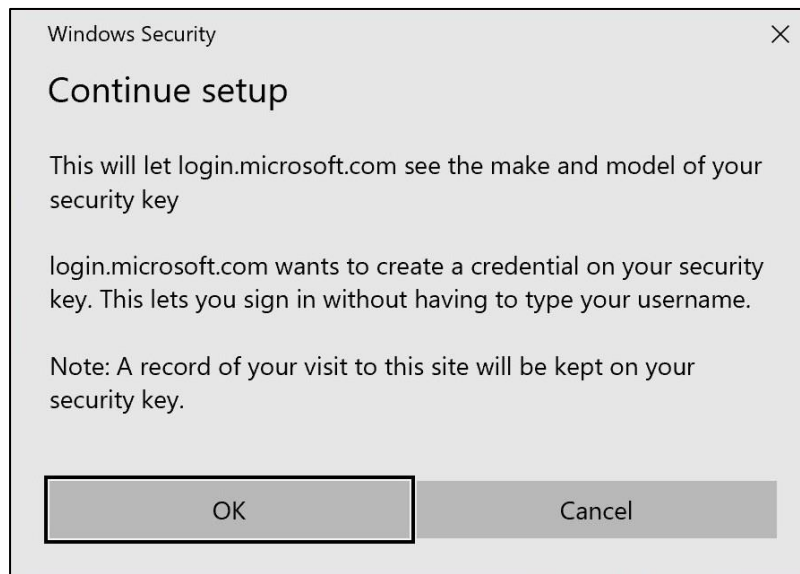 Windows Security
Continue setup
This will let login.microsoft.com see the make and model of your
security key
login.microsoft.com wants to create a credential on your security
key. This lets you sign in without having to type your username.
Note: A record of your visit to this site will be kept on your
security key.
OK
Cancel